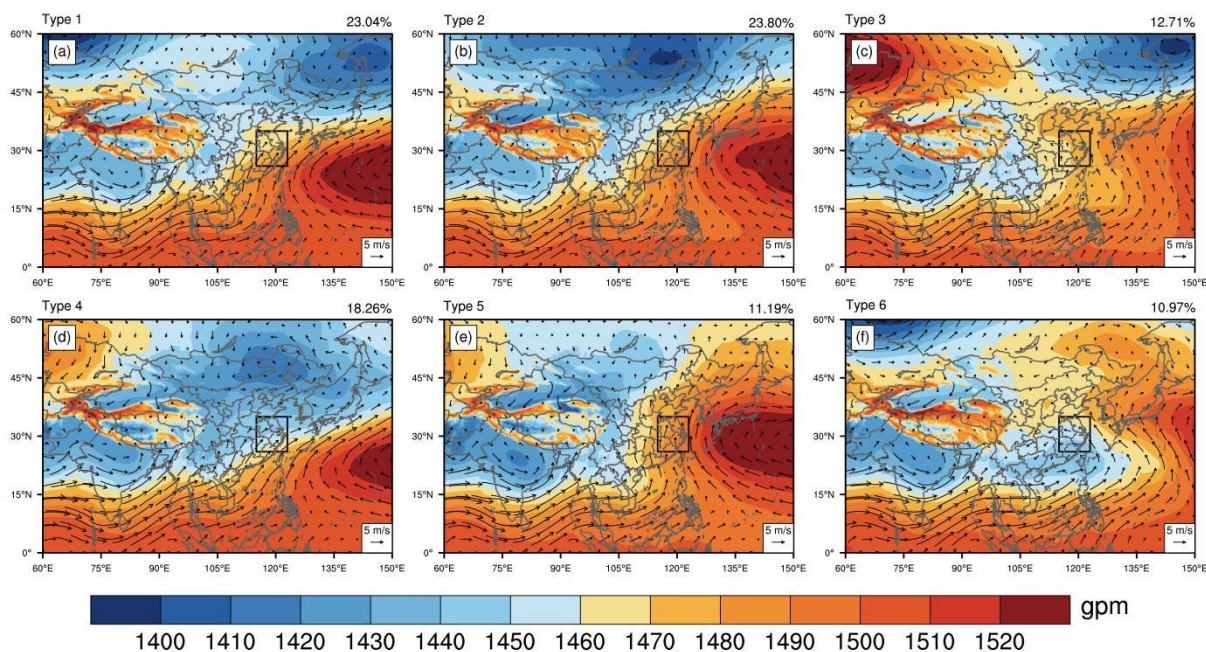 Type 1 23.04%
Type 2 23.80%
Type 3 12.71%
(a)
(b)
(c)
60°N 45°N 30°N 15°N 0°
60°N 45°N 30°N 15°N 0°
60°N 45°N 30°N 15°N 0°
5 m/s
5 m/s
5 m/s
60°E 75°E 90°E 105°E 120°E 135°E 150°E
60°E 75°E 90°E 105°E 120°E 135°E 150°E
60°E 75°E 90°E 105°E 120°E 135°E 150°E
Type 4 18.26%
Type 5 11.19%
Type 6 10.97%
(d)
(e)
(f)
60°N 45°N 30°N 15°N 0°
60°N 45°N 30°N 15°N 0°
60°N 45°N 30°N 15°N 0°
5 m/s
5 m/s
5 m/s
60°E 75°E 90°E 105°E 120°E 135°E 150°E
60°E 75°E 90°E 105°E 120°E 135°E 150°E
60°E 75°E 90°E 105°E 120°E 135°E 150°E
gpm
1400 1410 1420 1430 1440 1450 1460 1470 1480 1490 1500 1510 1520